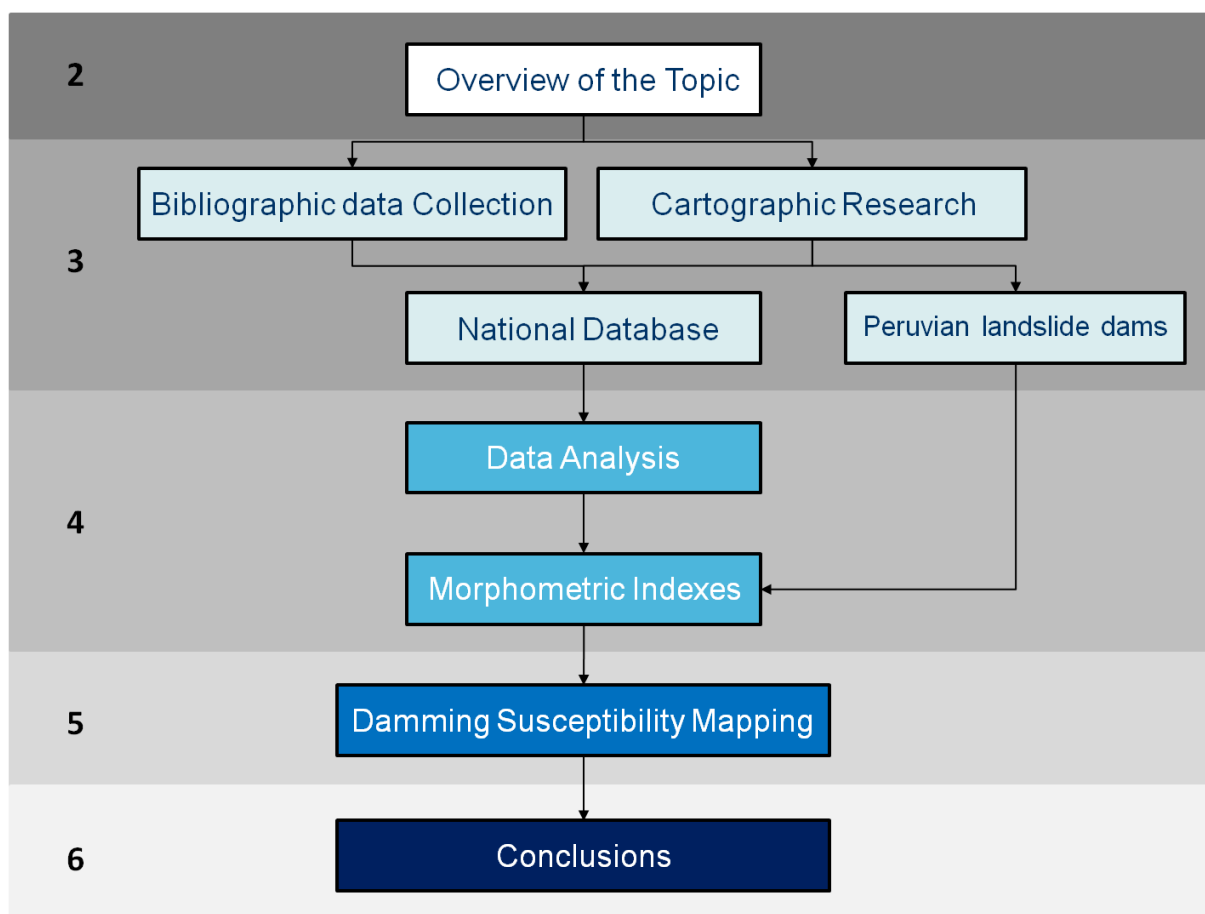 2
Overview of the Topic
Bibliographic data Collection
Cartographic Research
3
National Database
Peruvian landslide dams
Data Analysis
4
Morphometric Indexes
5
Damming Susceptibility Mapping
6
Conclusions